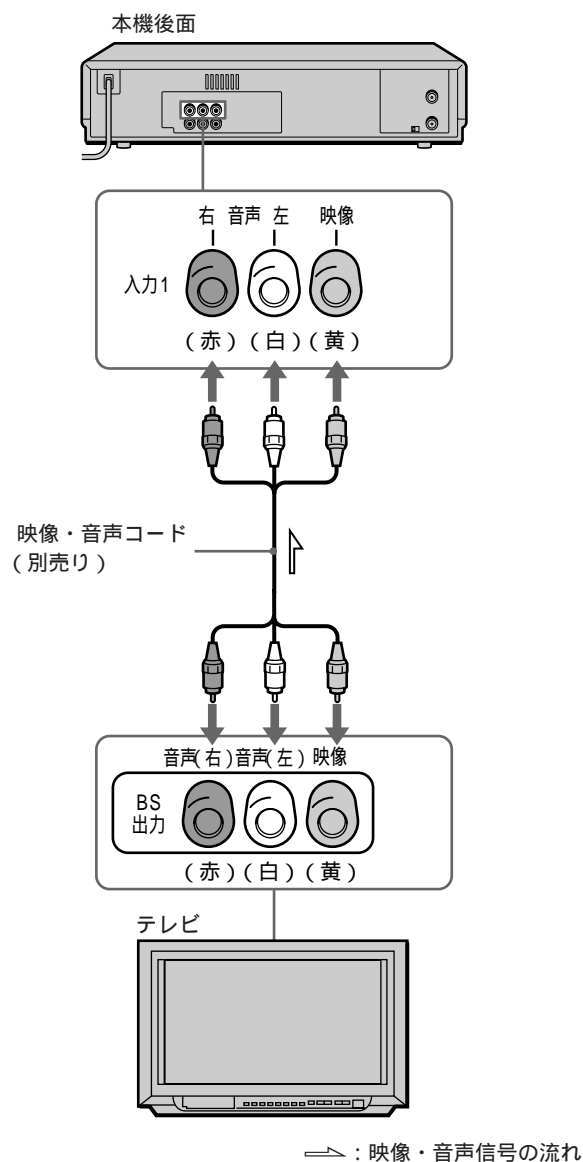 本機後面
右 音声 左 映像
入力1
(赤)(白)(黄)
映像・音声コード
(別売り)
音声(右)音声(左)映像
BS
出力
(赤)(白)(黄)
テレビ
:映像・音声信号の流れ